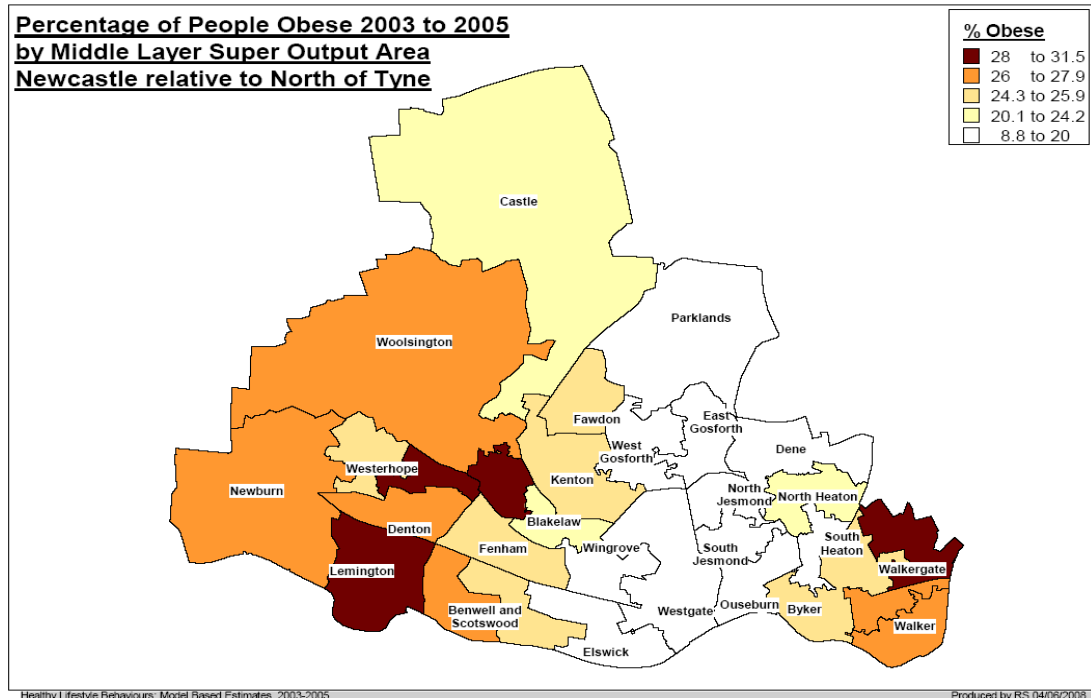 Percentage of People Obese 2003 to 2005
by Middle Layer Super Output Area
Newcastle relative to North of Tyne
% Obese
28 to 31.5
26 to 27.9
24.3 to 25.9
20.1 to 24.2
8.8 to 20
Castle
Parklands
Woolsington
Fawdon
East
Gosforth
West
Gosforth
Dene
Westerhope
Kenton
Newburn
North
Jesmond
North Heaton
Denton
Blakelaw
South
Heaton
Fenham
Wingrove
South
Jesmond
Lemington
Walkergate
Benwell and
Scotswood
Westgate
Ouseburn
Byker
Walker
Elswick
Healthy Lifestyle Behaviours: Model Based Estimates, 2003-2005
Produced by RS 04/06/2008